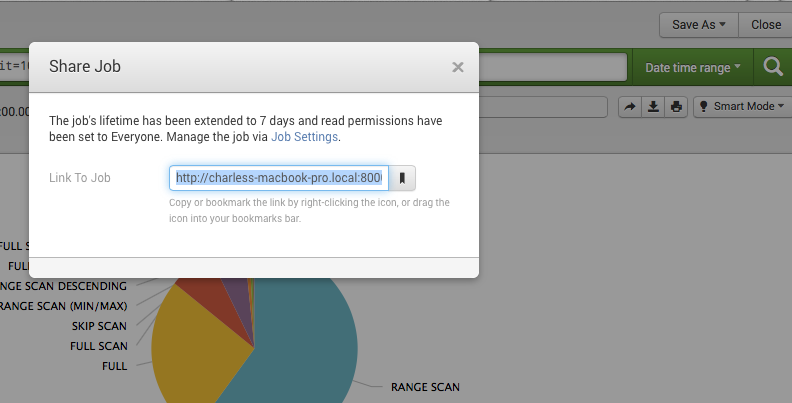 Save As
Close
it=10
Date time range
Share Job
:00.00
Smart Mode
The job's lifetime has been extended to 7 days and read permissions have
been set to Everyone. Manage the job via Job Settings.
Link To Job
http://charless-macbook-pro.local:800
Copy or bookmark the link by right-clicking the icon, or drag the
icon into your bookmarks bar.
FULL S
FUL
NGE SCAN DESCENDING
RANGE SCAN (MIN/MAX)
SKIP SCAN
FULL SCAN
FULL
RANGE SCAN